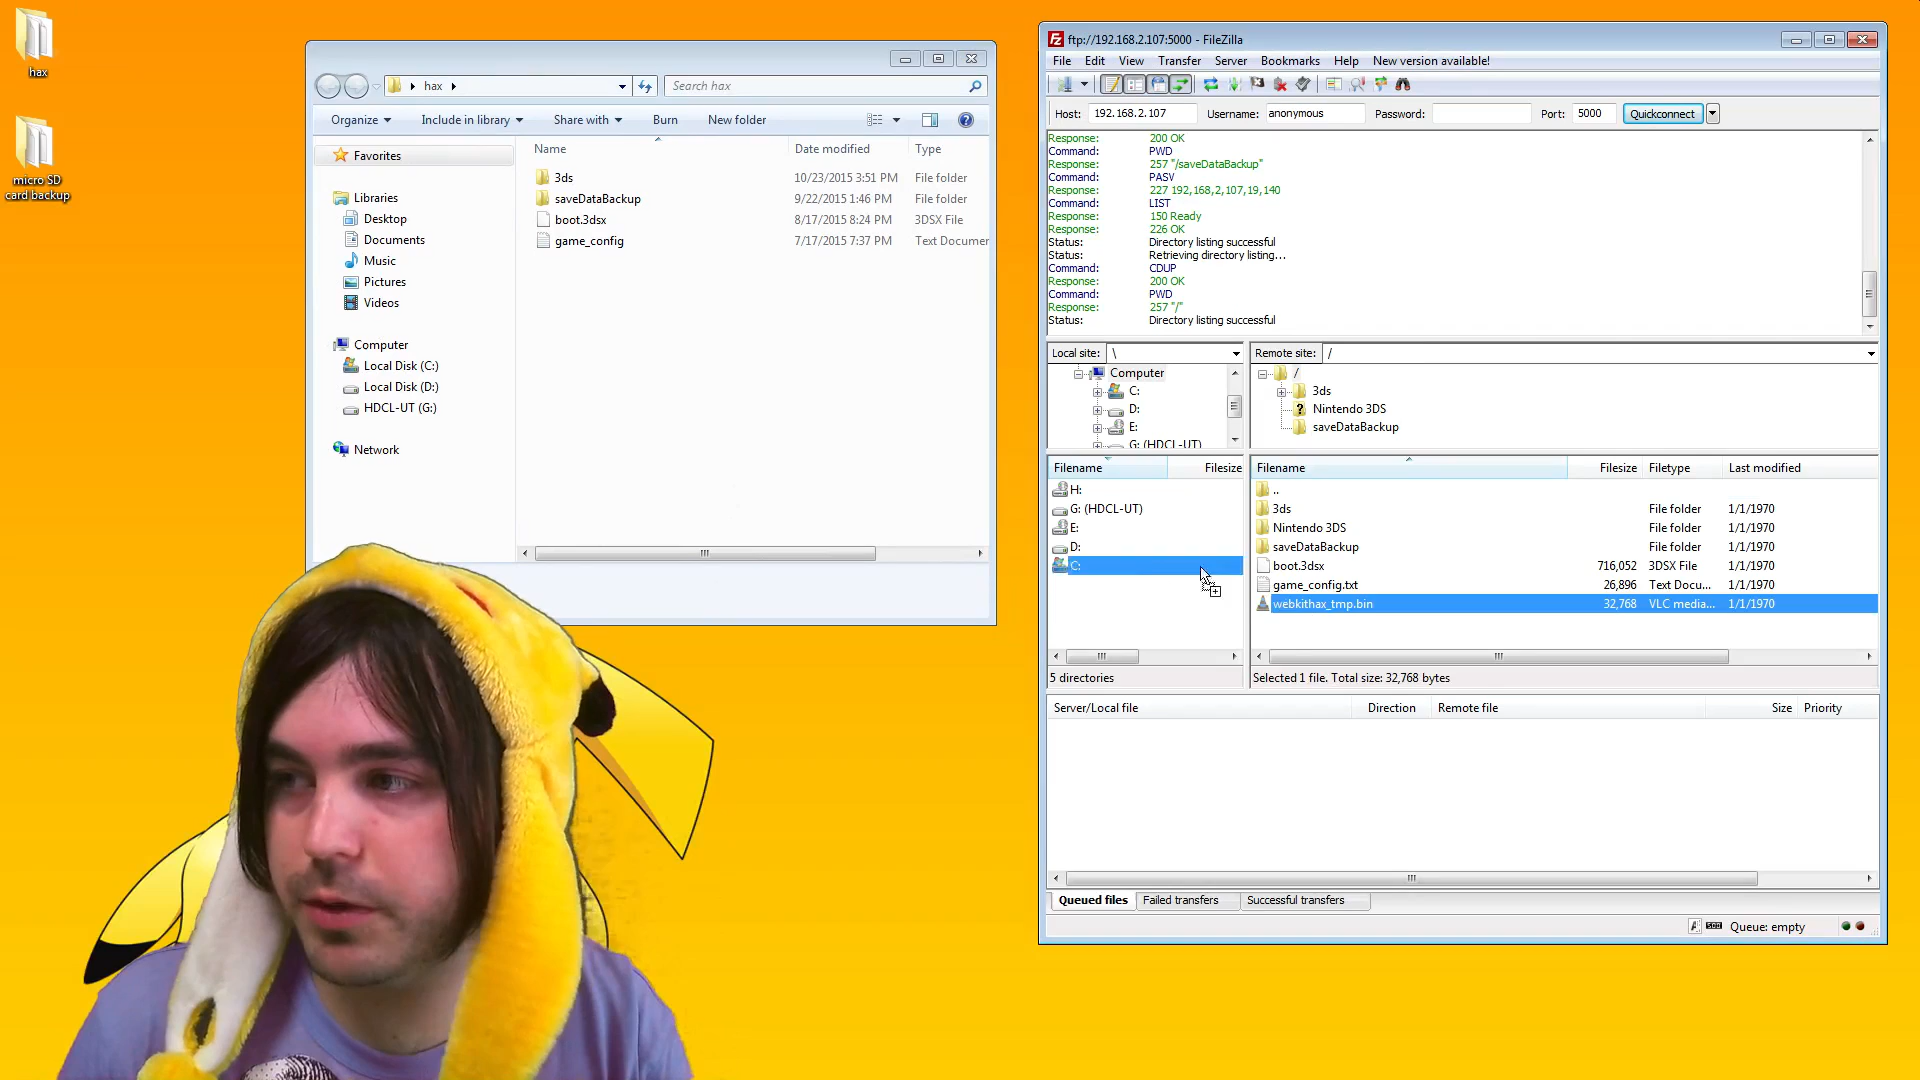 hax
micro SD
card backup
hax
Search hax
Organize
Include in library
Share with
Burn
New folder
Favorites
Libraries
Desktop
Documents
Music
Pictures
Videos
Computer
Local Disk (C:)
Local Disk (D:)
HDCL-UT (G:)
Network
Name Date modified Type
3ds 10/23/2015 3:51 PM File folder
saveDataBackup 9/22/2015 1:46 PM File folder
boot.3dsx 8/17/2015 8:24 PM 3DSX File
game_config 7/17/2015 7:37 PM Text Documen
ftp://192.168.2.107:5000 - FileZilla
File Edit View Transfer Server Bookmarks Help New version available!
Host: 192.168.2.107 Username: anonymous Password: Port: 5000 Quickconnect
Response: 200 OK
Command: PWD
Response: 257 "/saveDataBackup"
Command: PASV
Response: 227 192,168,2,107,19,140
Command: LIST
Response: 150 Ready
Response: 226 OK
Status: Directory listing successful
Status: Retrieving directory listing...
Command: CDUP
Response: 200 OK
Command: PWD
Response: 257 "/"
Status: Directory listing successful
Local site: \
Computer
C:
D:
E:
G: (HDCL-UT)
Remote site: /
/
3ds
Nintendo 3DS
saveDataBackup
Filename Filesize
H:
G: (HDCL-UT)
E:
D:
C:
5 directories
Filename Filesize Filetype Last modified
..
3ds File folder 1/1/1970
Nintendo 3DS File folder 1/1/1970
saveDataBackup File folder 1/1/1970
boot.3dsx 716,052 3DSX File 1/1/1970
game_config.txt 26,896 Text Docu... 1/1/1970
webkithax_tmp.bin 32,768 VLC media... 1/1/1970
Selected 1 file. Total size: 32,768 bytes
Server/Local file Direction Remote file Size Priority
Queued files Failed transfers Successful transfers
Queue: empty